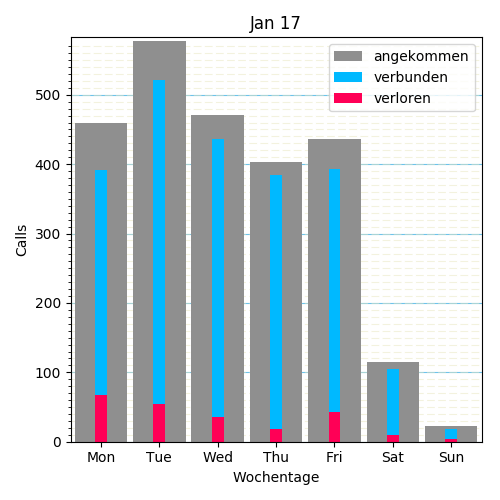 Jan 17
angekommen
verbunden
verloren
Calls
500
400
300
200
100
0
Mon Tue Wed Thu Fri Sat Sun
Wochentage